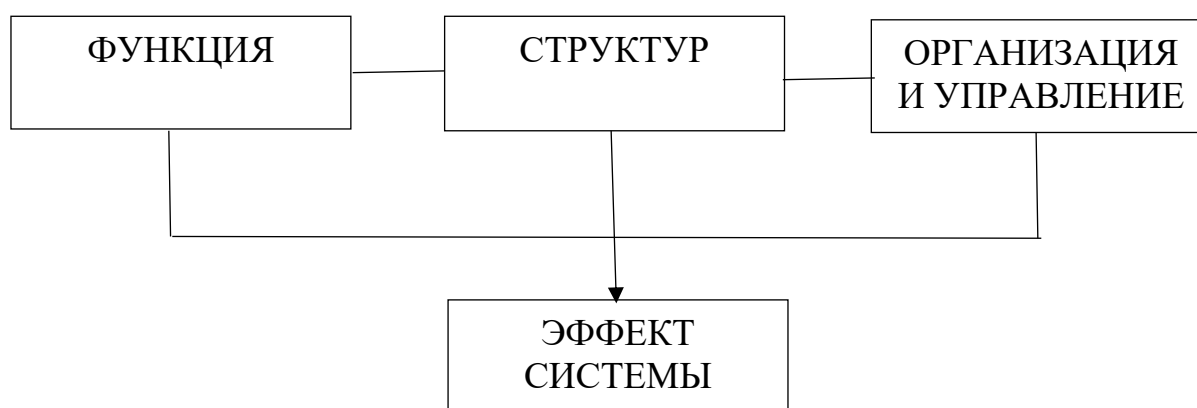 ФУНКЦИЯ
СТРУКТУР
ОРГАНИЗАЦИЯ
И УПРАВЛЕНИЕ
ЭФФЕКТ
СИСТЕМЫ